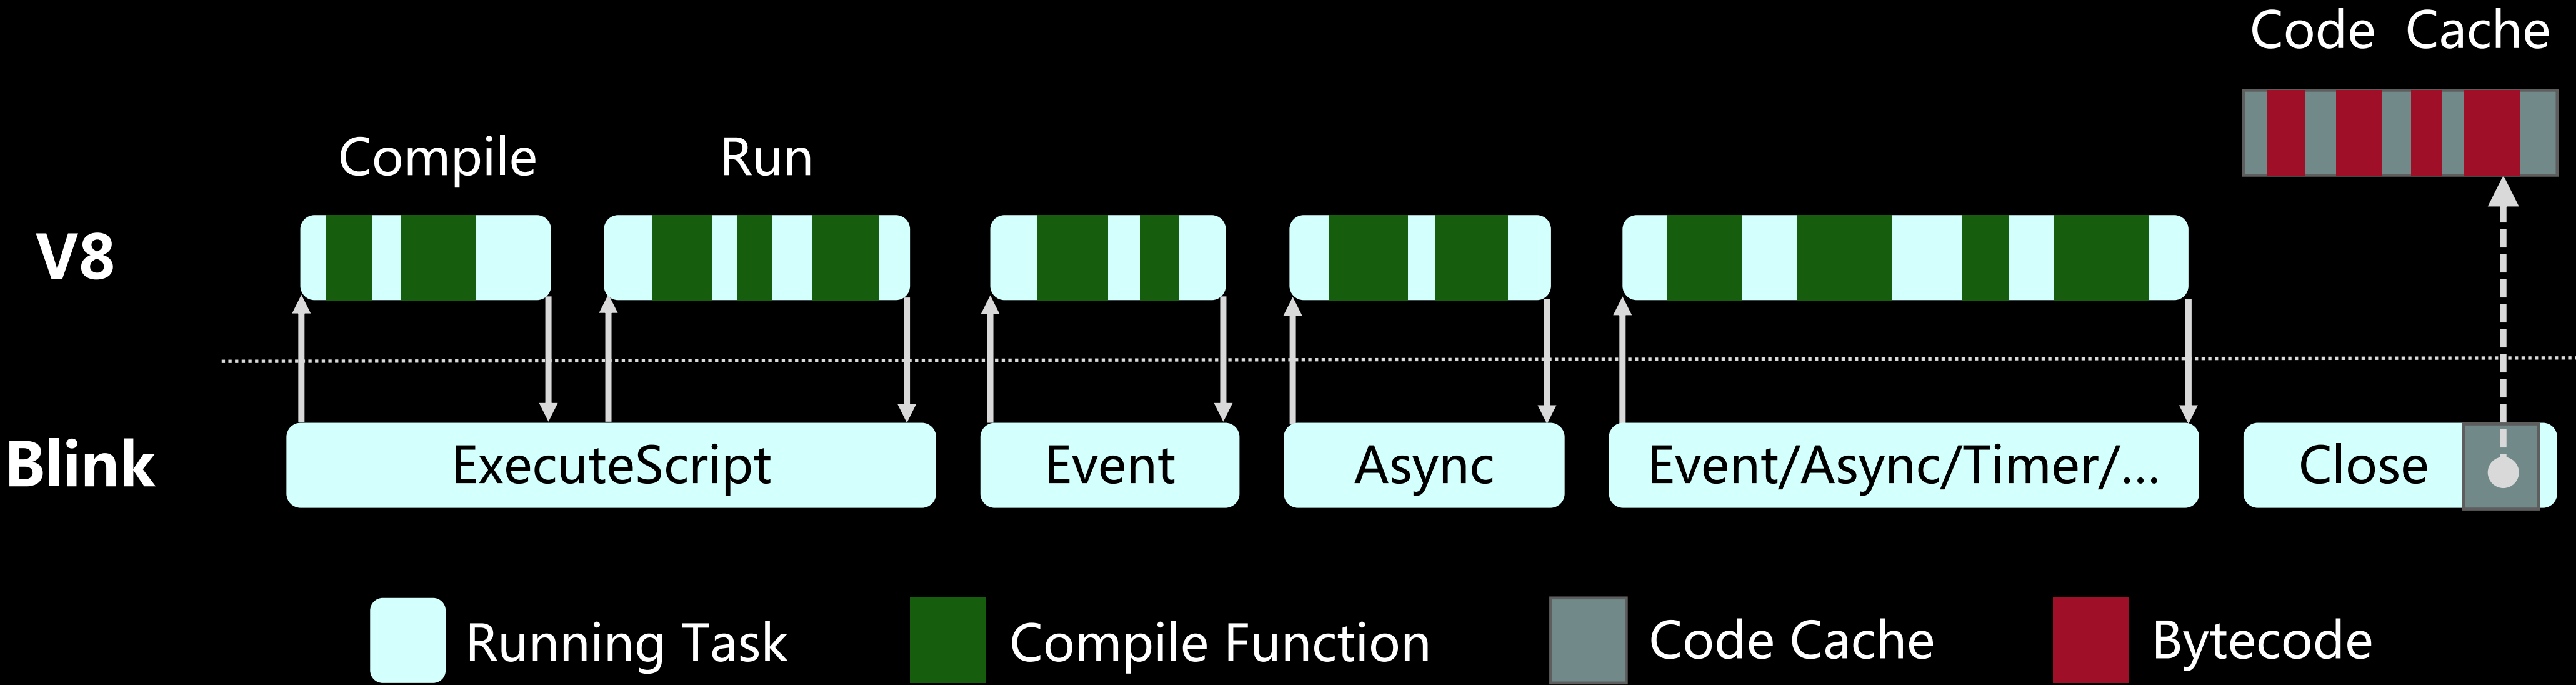 Code Cache
Compile
Run
V8
Blink
ExecuteScript
Event
Async
Event/Async/Timer/...
Close
Running Task
Compile Function
Code Cache
Bytecode